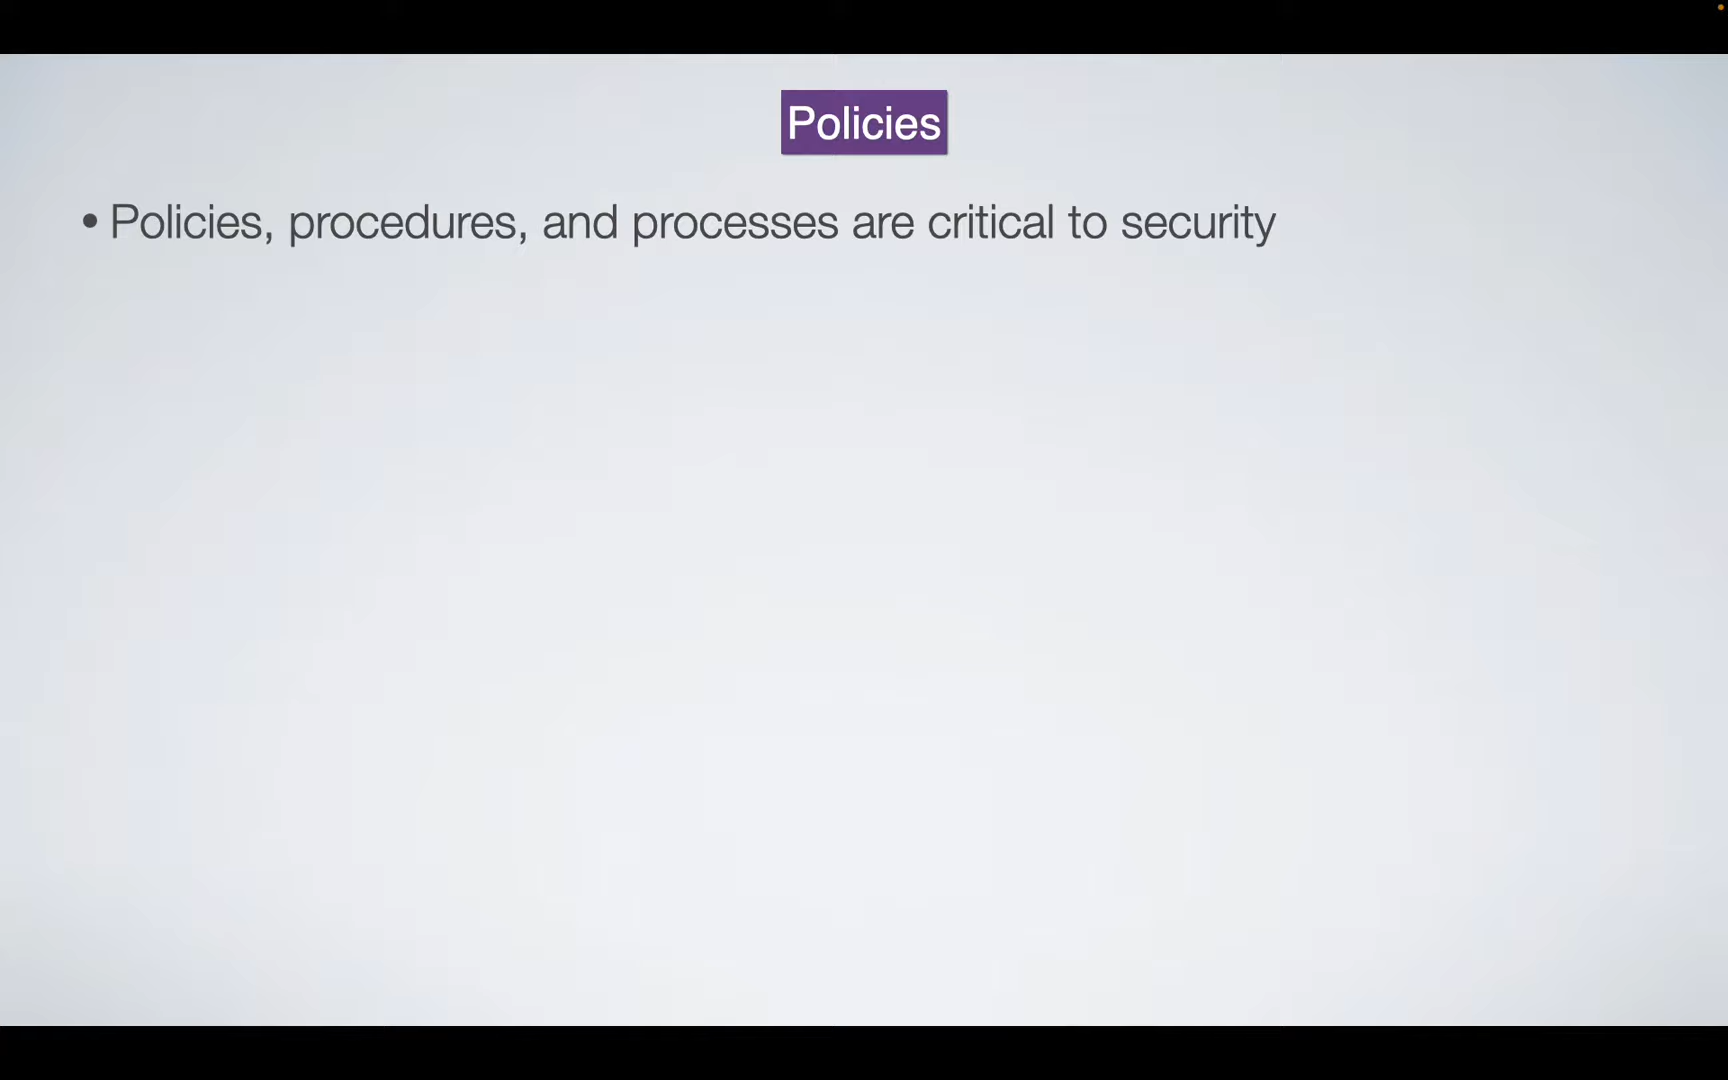 Policies
• Policies, procedures, and processes are critical to security